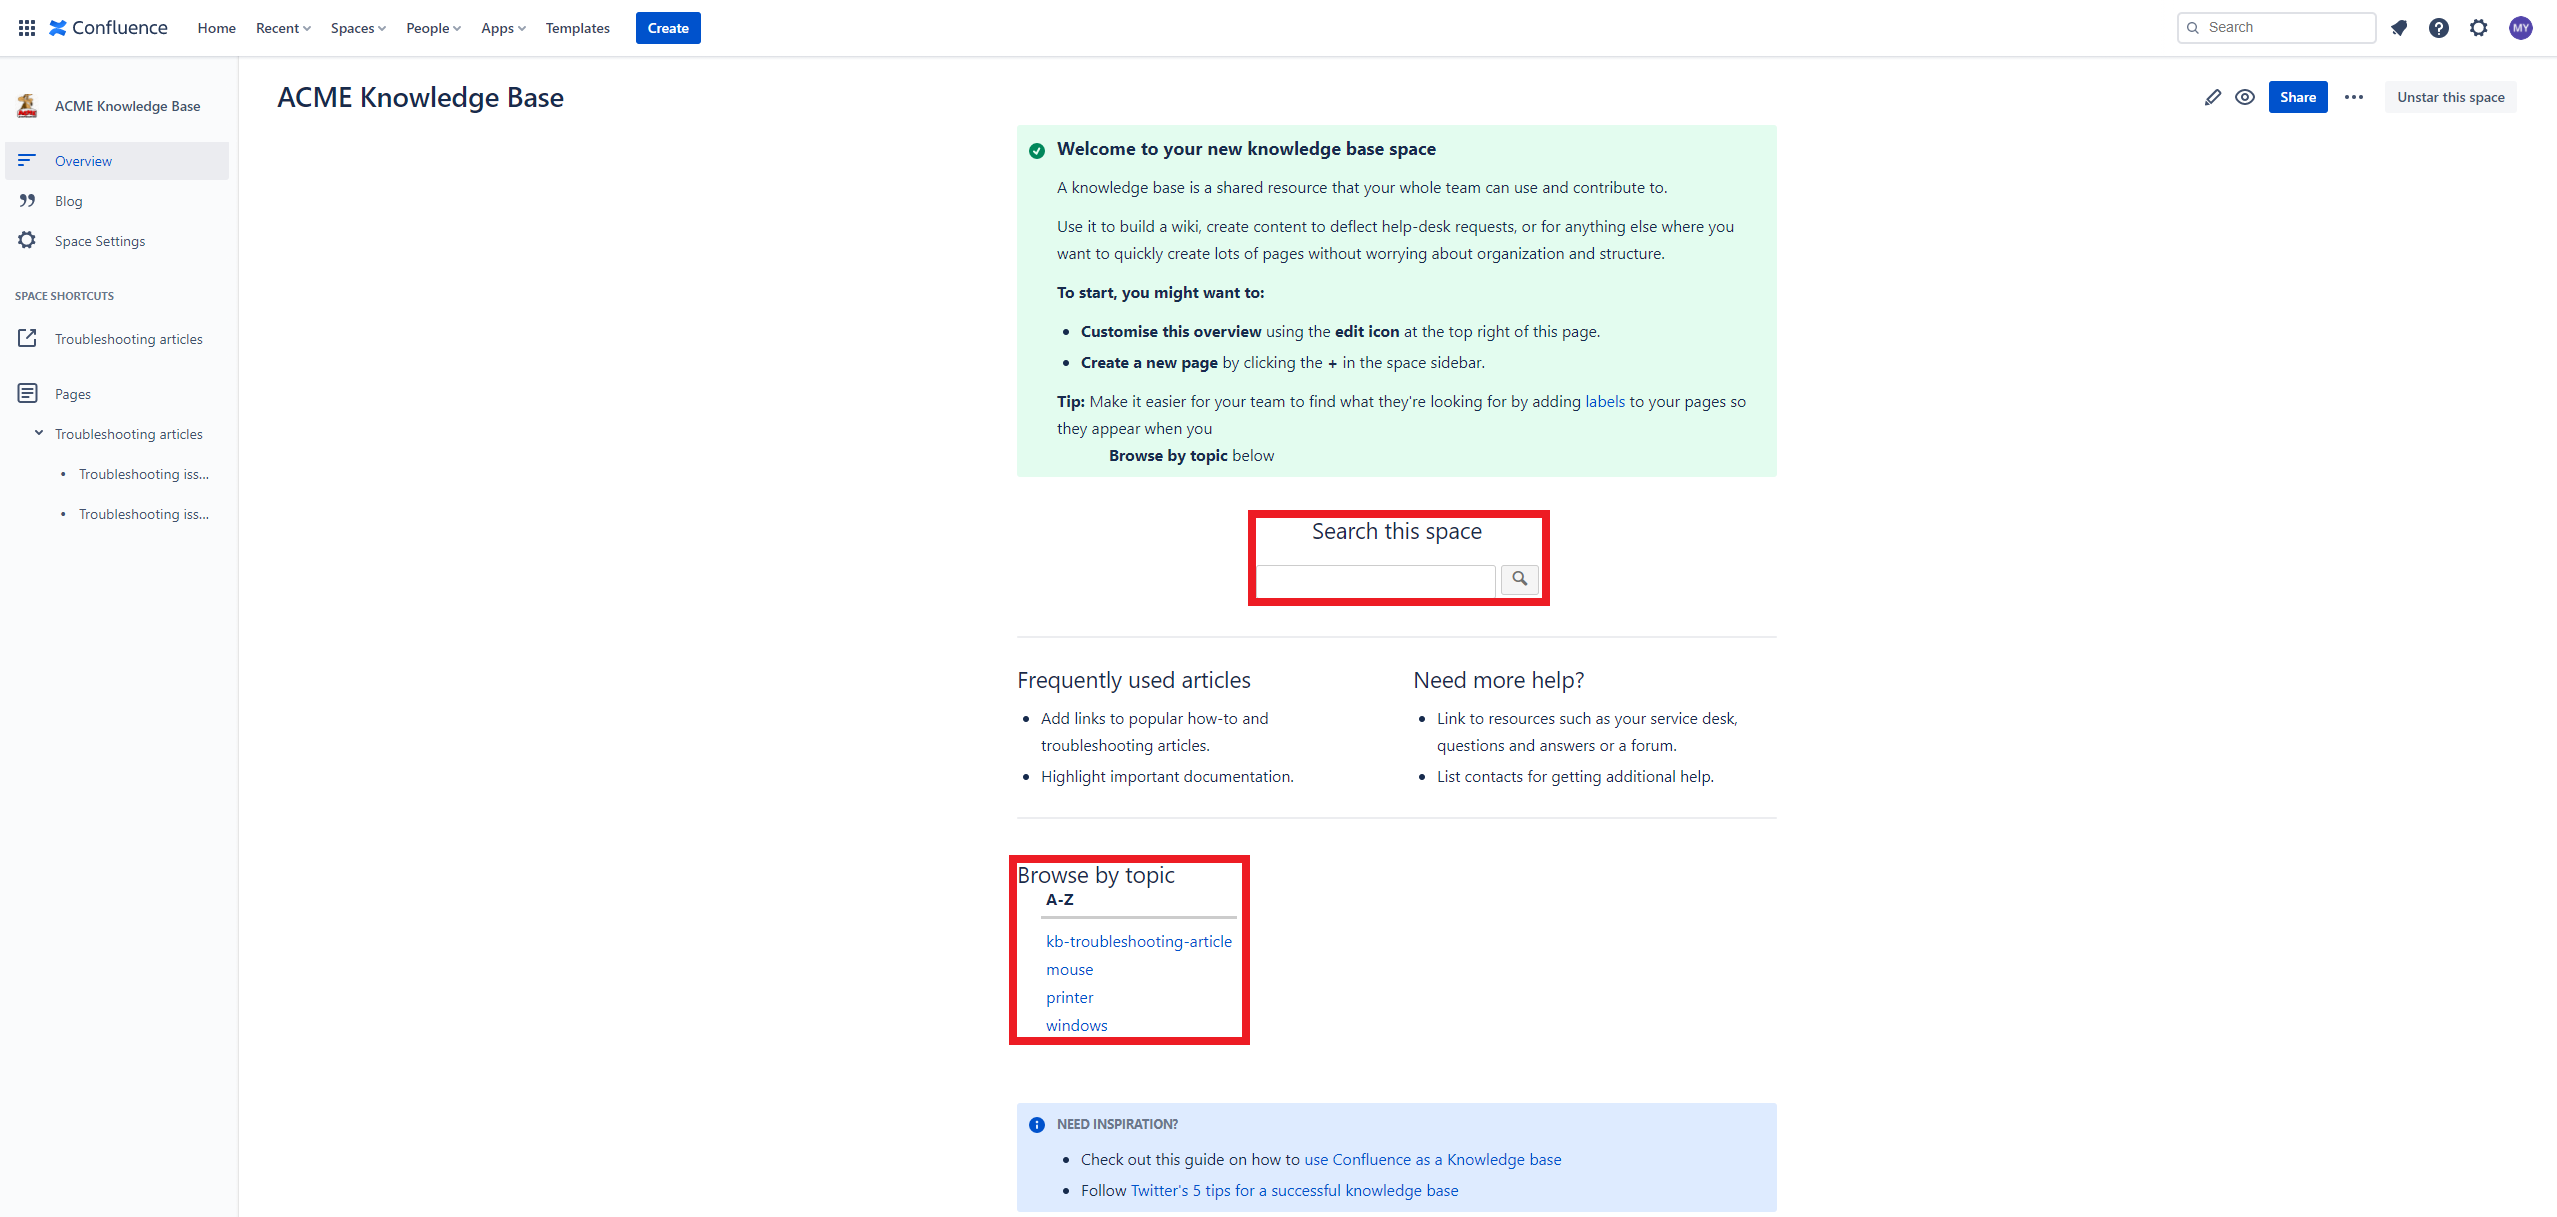 Confluence
Home
Recent
Spaces
People
Apps
Templates
Create
Search
MY
ACME Knowledge Base
Overview
Blog
Space Settings
SPACE SHORTCUTS
Troubleshooting articles
Pages
Troubleshooting articles
Troubleshooting iss...
Troubleshooting iss...
ACME Knowledge Base
Share
Unstar this space
Welcome to your new knowledge base space
A knowledge base is a shared resource that your whole team can use and contribute to.
Use it to build a wiki, create content to deflect help-desk requests, or for anything else where you
want to quickly create lots of pages without worrying about organization and structure.
To start, you might want to:
• Customise this overview using the edit icon at the top right of this page.
• Create a new page by clicking the + in the space sidebar.
Tip: Make it easier for your team to find what they're looking for by adding labels to your pages so
they appear when you
Browse by topic below
Search this space
Frequently used articles
• Add links to popular how-to and
troubleshooting articles.
• Highlight important documentation.
Need more help?
• Link to resources such as your service desk,
questions and answers or a forum.
• List contacts for getting additional help.
Browse by topic
A-Z
kb-troubleshooting-article
mouse
printer
windows
NEED INSPIRATION?
• Check out this guide on how to use Confluence as a Knowledge base
• Follow Twitter's 5 tips for a successful knowledge base